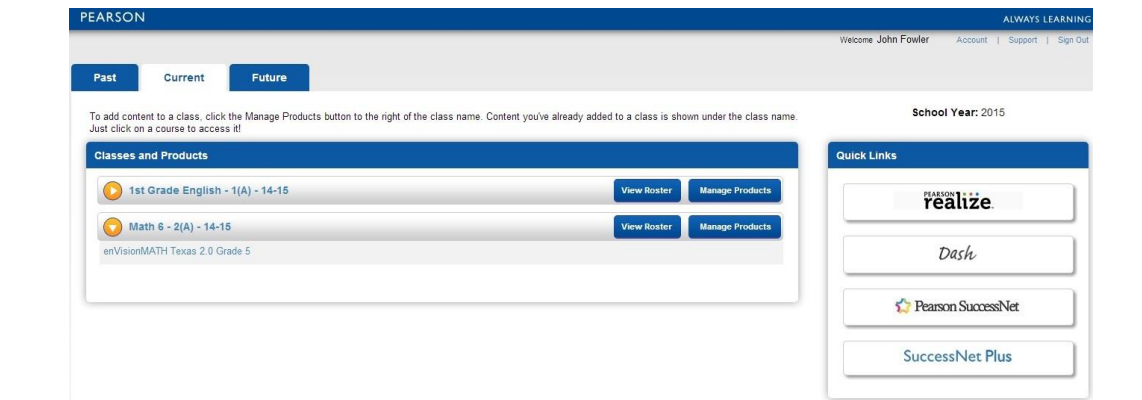 PEARSON
ALWAYS LEARNING
Welcome John Fowler Account | Support | Sign Out
Past Current Future
To add content to a class, click the Manage Products button to the right of the class name. Content you've already added to a class is shown under the class name.
Just click on a course to access it!
School Year: 2015
Classes and Products
1st Grade English - 1(A) - 14-15 View Roster Manage Products
Math 6 - 2(A) - 14-15 View Roster Manage Products
enVisionMATH Texas 2.0 Grade 5
Quick Links
PEARSON
realize
Dash
Pearson SuccessNet
SuccessNet Plus